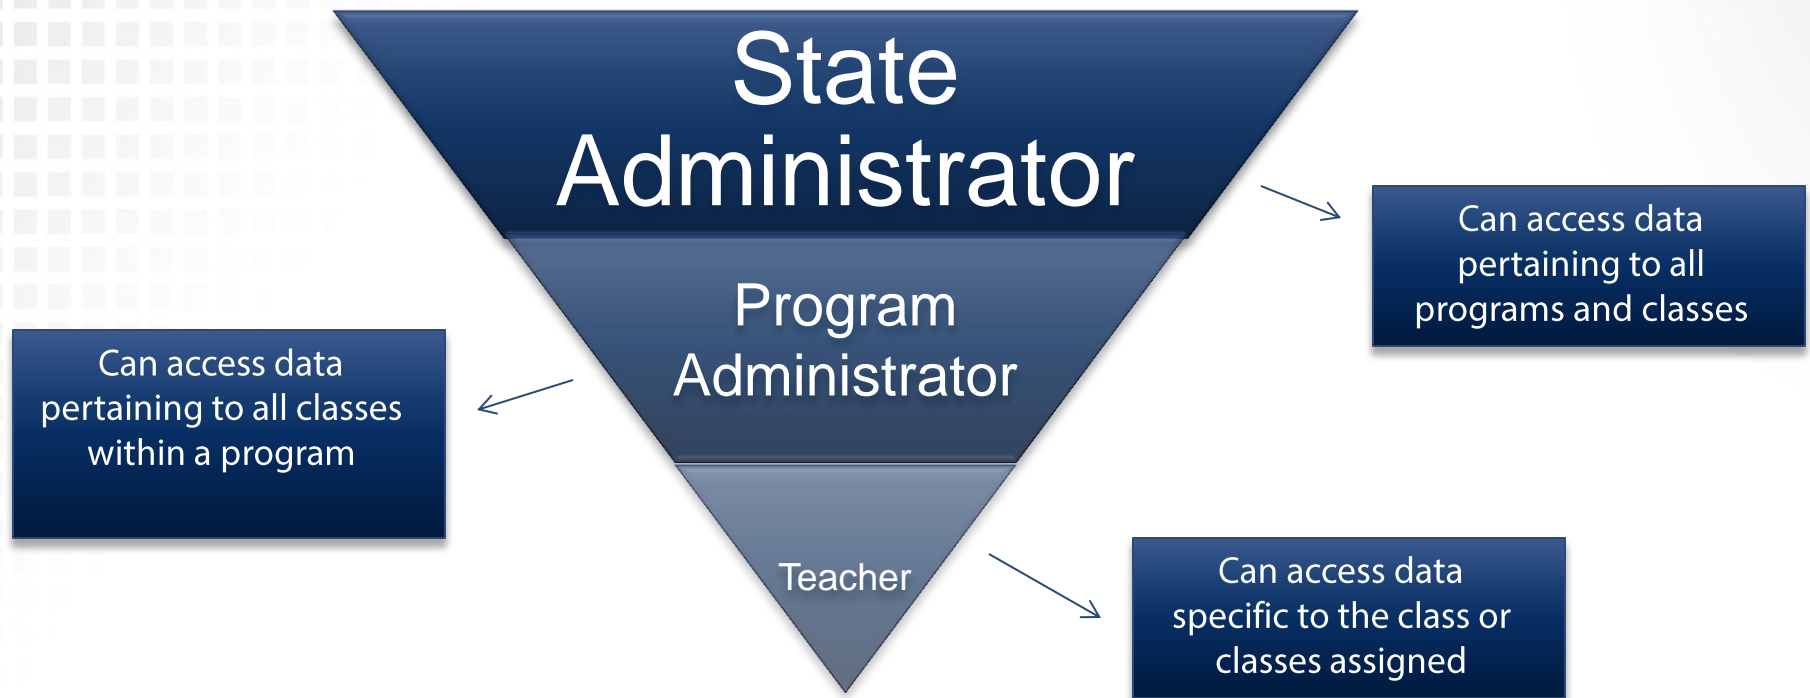 State
Administrator
Can access data
pertaining to all
programs and classes
Program
Administrator
Can access data
pertaining to all classes
within a program
Teacher
Can access data
specific to the class or
classes assigned